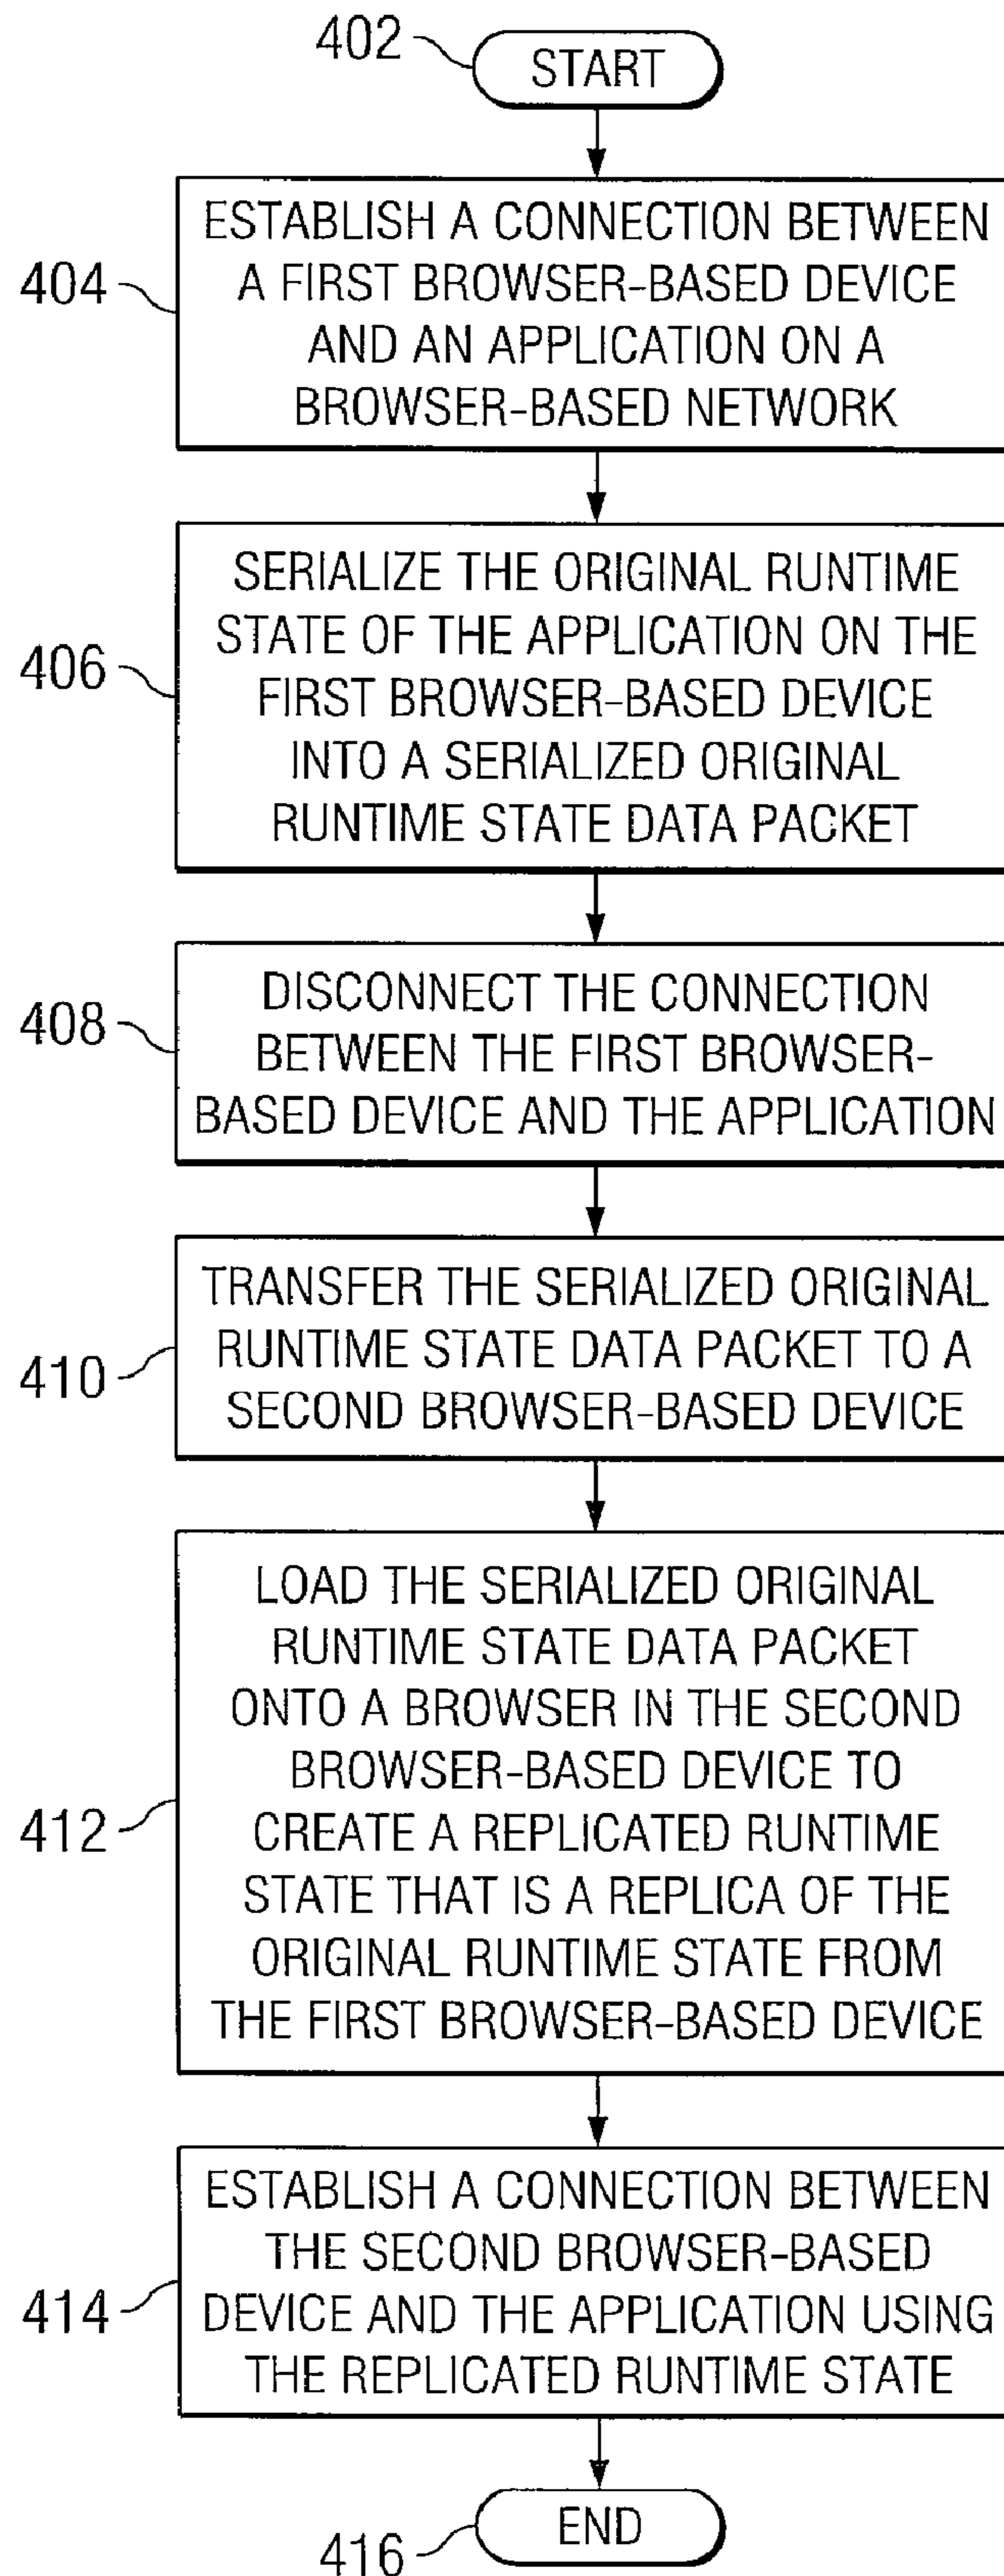 402
START
404
ESTABLISH A CONNECTION BETWEEN
A FIRST BROWSER-BASED DEVICE
AND AN APPLICATION ON A
BROWSER-BASED NETWORK
406
SERIALIZE THE ORIGINAL RUNTIME
STATE OF THE APPLICATION ON THE
FIRST BROWSER-BASED DEVICE
INTO A SERIALIZED ORIGINAL
RUNTIME STATE DATA PACKET
408
DISCONNECT THE CONNECTION
BETWEEN THE FIRST BROWSER-
BASED DEVICE AND THE APPLICATION
410
TRANSFER THE SERIALIZED ORIGINAL
RUNTIME STATE DATA PACKET TO A
SECOND BROWSER-BASED DEVICE
412
LOAD THE SERIALIZED ORIGINAL
RUNTIME STATE DATA PACKET
ONTO A BROWSER IN THE SECOND
BROWSER-BASED DEVICE TO
CREATE A REPLICATED RUNTIME
STATE THAT IS A REPLICA OF THE
ORIGINAL RUNTIME STATE FROM
THE FIRST BROWSER-BASED DEVICE
414
ESTABLISH A CONNECTION BETWEEN
THE SECOND BROWSER-BASED
DEVICE AND THE APPLICATION USING
THE REPLICATED RUNTIME STATE
416
END